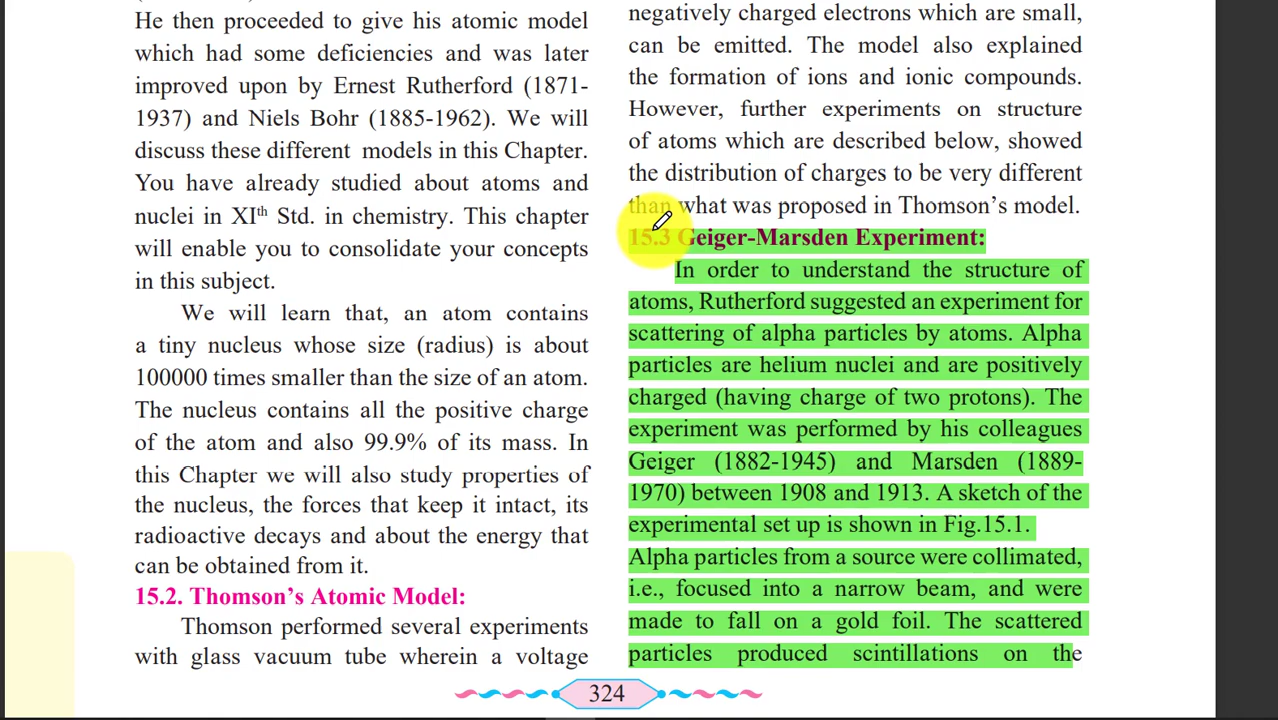 He then proceeded to give his atomic model
which had some deficiencies and was later
improved upon by Ernest Rutherford (1871-
1937) and Niels Bohr (1885-1962). We will
discuss these different models in this Chapter.
You have already studied about atoms and
nuclei in XIth Std. in chemistry. This chapter
will enable you to consolidate your concepts
in this subject.
We will learn that, an atom contains
a tiny nucleus whose size (radius) is about
100000 times smaller than the size of an atom.
The nucleus contains all the positive charge
of the atom and also 99.9% of its mass. In
this Chapter we will also study properties of
the nucleus, the forces that keep it intact, its
radioactive decays and about the energy that
can be obtained from it.
15.2. Thomson's Atomic Model:
Thomson performed several experiments
with glass vacuum tube wherein a voltage
negatively charged electrons which are small,
can be emitted. The model also explained
the formation of ions and ionic compounds.
However, further experiments on structure
of atoms which are described below, showed
the distribution of charges to be very different
than what was proposed in Thomson's model.
15.3 Geiger-Marsden Experiment:
In order to understand the structure of
atoms, Rutherford suggested an experiment for
scattering of alpha particles by atoms. Alpha
particles are helium nuclei and are positively
charged (having charge of two protons). The
experiment was performed by his colleagues
Geiger (1882-1945) and Marsden (1889-
1970) between 1908 and 1913. A sketch of the
experimental set up is shown in Fig.15.1.
Alpha particles from a source were collimated,
i.e., focused into a narrow beam, and were
made to fall on a gold foil. The scattered
particles produced scintillations on the
324